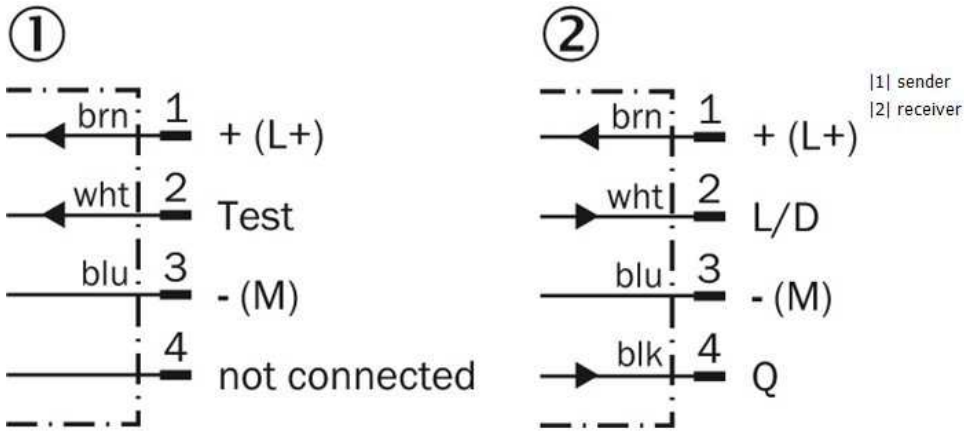 ① ②
|1| sender
|2| receiver
brn 1 + (L+)
wht 2 Test
blu 3 - (M)
4 not connected
brn 1 + (L+)
wht 2 L/D
blu 3 - (M)
blk 4 Q